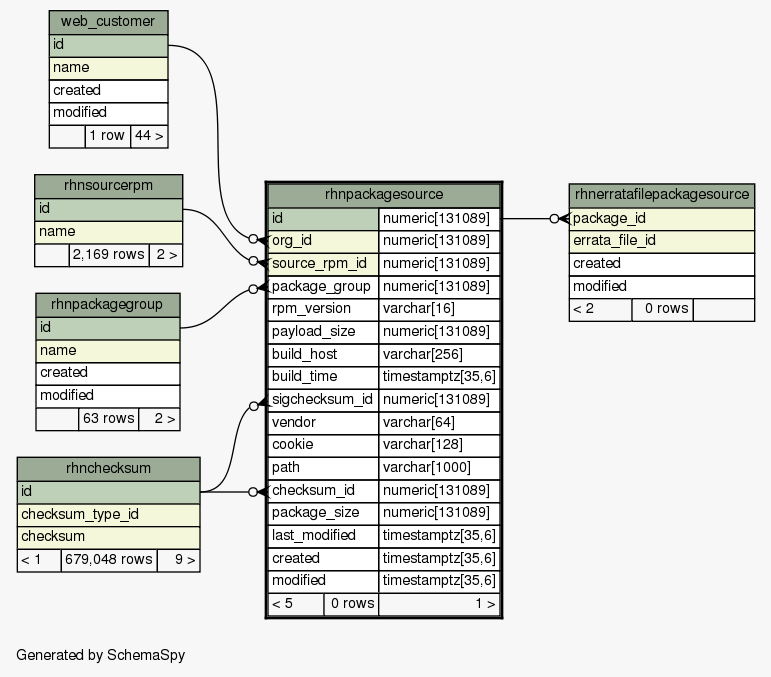 web_customer
id
name
created
modified
1 row 44 >
rhnsourcerpm
id
name
2,169 rows 2 >
rhnpackagegroup
id
name
created
modified
63 rows 2 >
rhnchecksum
id
checksum_type_id
checksum
< 1 679,048 rows 9 >
rhnpackagesource
id numeric[131089]
org_id numeric[131089]
source_rpm_id numeric[131089]
package_group numeric[131089]
rpm_version varchar[16]
payload_size numeric[131089]
build_host varchar[256]
build_time timestamptz[35,6]
sigchecksum_id numeric[131089]
vendor varchar[64]
cookie varchar[128]
path varchar[1000]
checksum_id numeric[131089]
package_size numeric[131089]
last_modified timestamptz[35,6]
created timestamptz[35,6]
modified timestamptz[35,6]
< 5 0 rows 1 >
rhnerratafilepackagesource
package_id
errata_file_id
created
modified
< 2 0 rows
Generated by SchemaSpy